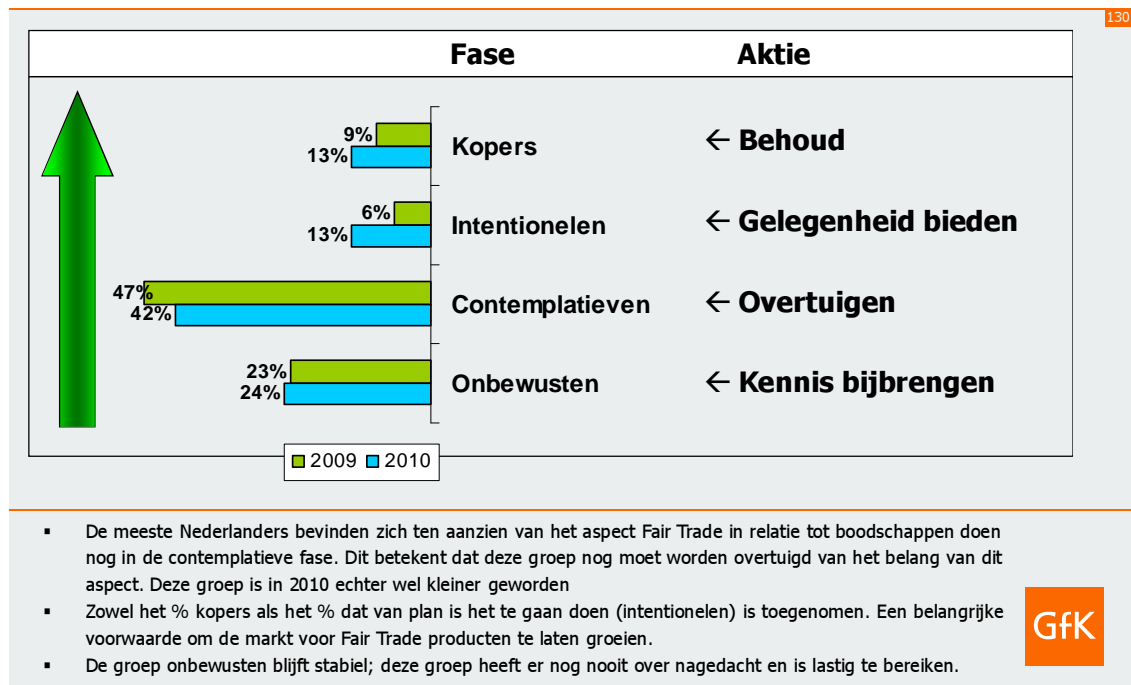 130
Fase Aktie
9%
13%
Kopers ← Behoud
6%
13%
Intentionelen ← Gelegenheid bieden
47%
42%
Contemplatieven ← Overtuigen
23%
24%
Onbewusten ← Kennis bijbrengen
2009 2010
▪ De meeste Nederlanders bevinden zich ten aanzien van het aspect Fair Trade in relatie tot boodschappen doen
nog in de contemplatieve fase. Dit betekent dat deze groep nog moet worden overtuigd van het belang van dit
aspect. Deze groep is in 2010 echter wel kleiner geworden
▪ Zowel het % kopers als het % dat van plan is het te gaan doen (intentionelen) is toegenomen. Een belangrijke
voorwaarde om de markt voor Fair Trade producten te laten groeien.
▪ De groep onbewusten blijft stabiel; deze groep heeft er nog nooit over nagedacht en is lastig te bereiken.
GfK